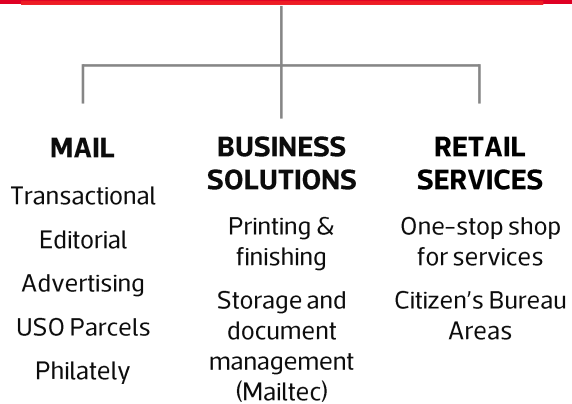 MAIL
Transactional
Editorial
Advertising
USO Parcels
Philately
BUSINESS
SOLUTIONS
Printing &
finishing
Storage and
document
management
(Mailtec)
RETAIL
SERVICES
One-stop shop
for services
Citizen's Bureau
Areas